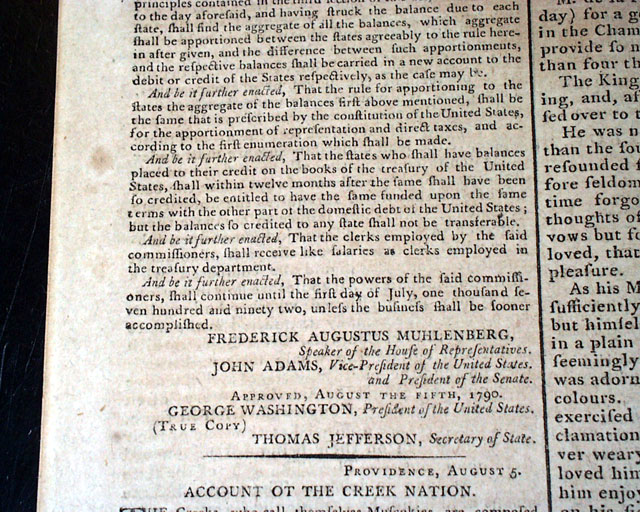 principles contained in the third section of
to the day aforesaid, and having ſtruck the balance due to each
ſtate, ſhall find the aggregate of all the balances, which aggregate
ſhall be apportioned between the ſtates agreeably to the rule here-
in after given, and the difference between ſuch apportionments,
and the reſpective balances ſhall be carried in a new account to the
debit or credit of the States reſpectively, as the caſe may be.
And be it further enacted, That the rule for apportioning to the
ſtates the aggregate of the balances firſt above mentioned, ſhall be
the ſame that is preſcribed by the conſtitution of the United States,
for the apportionment of repreſentation and direct taxes, and ac-
cording to the firſt enumeration which ſhall be made.
And be it further enacted, That the ſtates who ſhall have balances
placed to their credit on the books of the treaſury of the United
States, ſhall within twelve months after the ſame ſhall have been
ſo credited, be entitled to have the ſame funded upon the ſame
terms with the other part ot the domeſtic debt of the United States ;
but the balances ſo credited to any ſtate ſhall not be transferable.
And be it further enacted, That the clerks employed by the ſaid
commiſſioners, ſhall receive like ſalaries as clerks employed in
the treaſury department.
And be it further enacted, That the powers of the ſaid commiſſi-
oners, ſhall continue until the firſt day of July, one thouſand ſe-
ven hundred and ninety two, unleſs the buſineſs ſhall be ſooner
accompliſhed.
FREDERICK AUGUSTUS MUHLENBERG,
Speaker of the Houſe of Repreſentatives.
JOHN ADAMS, Vice-Preſident of the United States.
and Preſident of the Senate.
APPROVED, AUGUST THE FIFTH, 1790.
GEORGE WASHINGTON, Preſident of the United States.
(TRUE COPY)
THOMAS JEFFERSON, Secretary of State.
PROVIDENCE, AUGUST 5.
ACCOUNT OT THE CREEK NATION.
THE Creeks, who call themſelves Muſkogies, are compoſed
day) for a
in the Cham
provide ſo
than four th
The King
ing, and, af
ſed over to
He was n
than the fou
reſounded
fore ſeldom
time forgo
thoughts of
vows but fo
loved, that
pleaſure.
As his M
ſufficiently
but himſel
in a plain
ſeemingly
was ador
colours.
exerciſed
clamation
ver weary
loved him
him enjo